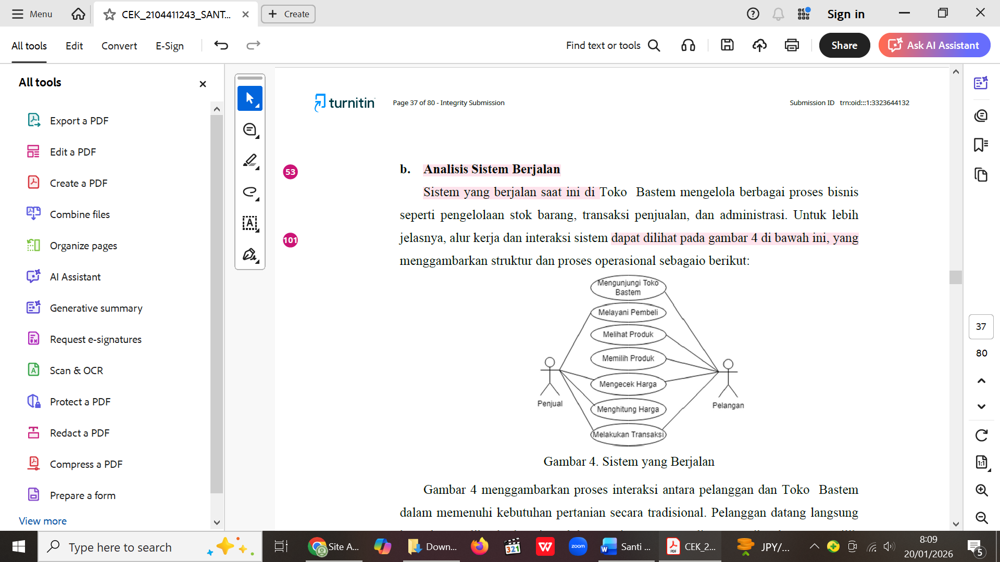 Menu
CEK_2104411243_SANT...
Create
Sign in
All tools
Edit
Convert
E-Sign
Find text or tools
Share
Ask AI Assistant
All tools
Export a PDF
Edit a PDF
Create a PDF
Combine files
Organize pages
AI Assistant
Generative summary
Request e-signatures
Scan & OCR
Protect a PDF
Redact a PDF
Compress a PDF
Prepare a form
View more
turnitin
Page 37 of 80 - Integrity Submission
Submission ID trn:oid:::1:3323644132
53
b. Analisis Sistem Berjalan
Sistem yang berjalan saat ini di Toko Bastem mengelola berbagai proses bisnis
seperti pengelolaan stok barang, transaksi penjualan, dan administrasi. Untuk lebih
101
jelasnya, alur kerja dan interaksi sistem dapat dilihat pada gambar 4 di bawah ini, yang
menggambarkan struktur dan proses operasional sebagaio berikut:
Mengunjungi Toko
Bastem
Melayani Pembeli
Melihat Produk
Memilih Produk
Mengecek Harga
Menghitung Harga
Melakukan Transaksi
Penjual
Pelangan
Gambar 4. Sistem yang Berjalan
Gambar 4 menggambarkan proses interaksi antara pelanggan dan Toko Bastem
dalam memenuhi kebutuhan pertanian secara tradisional. Pelanggan datang langsung
37
80
1:1
Type here to search
Site A...
Down...
321
zoom
Santi ...
CEK_2...
JPY/...
8:09
20/01/2026
5